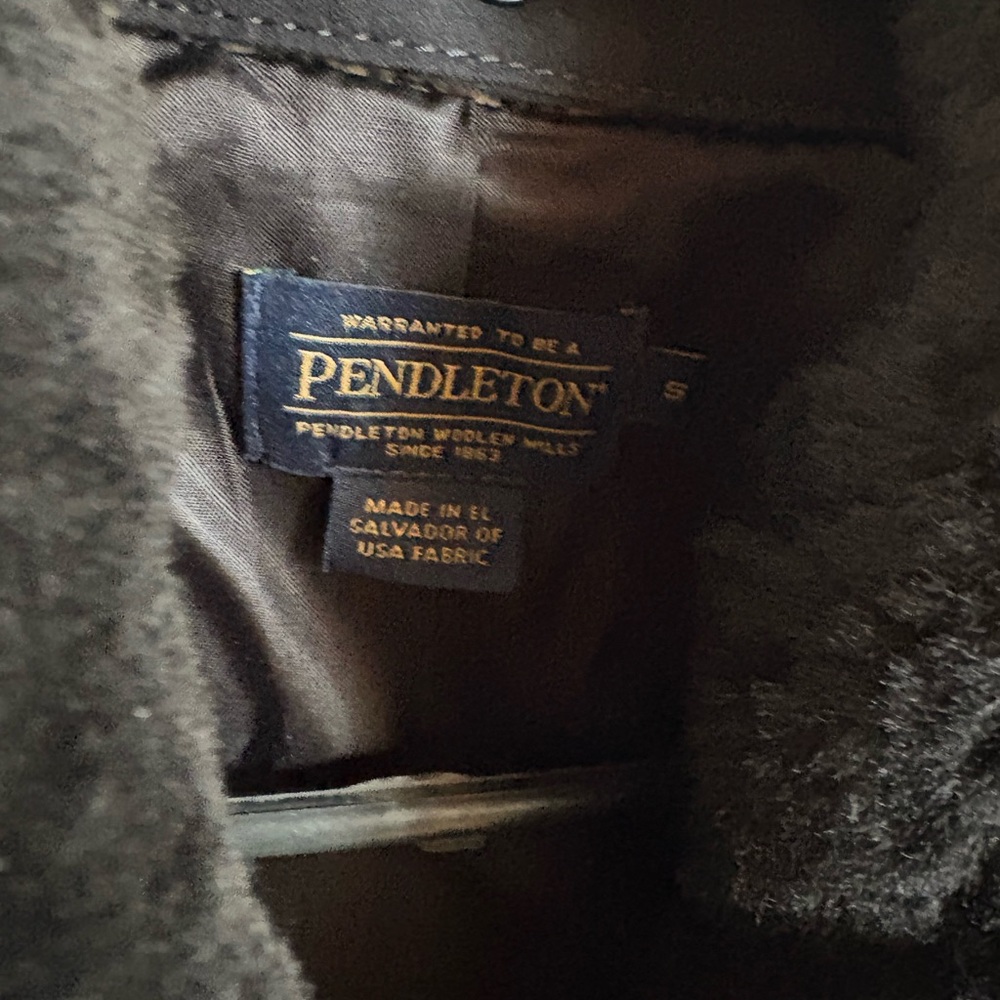 WARRANTED TO BE A
PENDLETON®
PENDLETON WOOLEN MILLS
SINCE 1863
S
MADE IN EL
SALVADOR OF
USA FABRIC